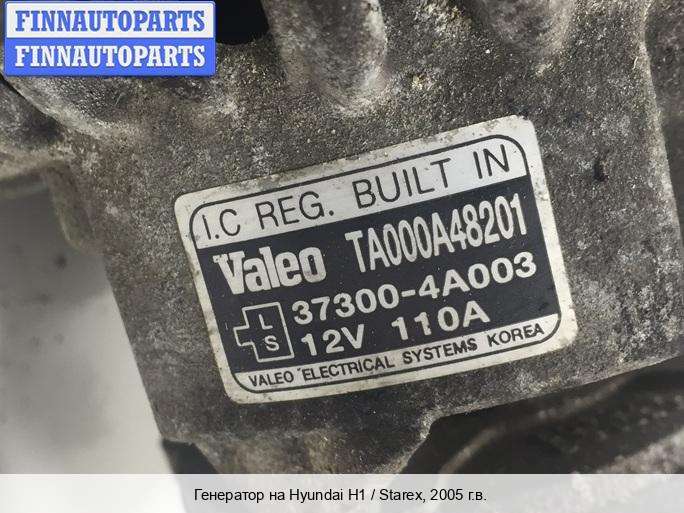 FINNAUTOPARTS
FINNAUTOPARTS
I.C REG. BUILT IN
Valeo TA000A48201
L 37300-4A003
S 12V 110A
VALEO ELECTRICAL SYSTEMS KOREA
Генератор на Hyundai H1 / Starex, 2005 г.в.